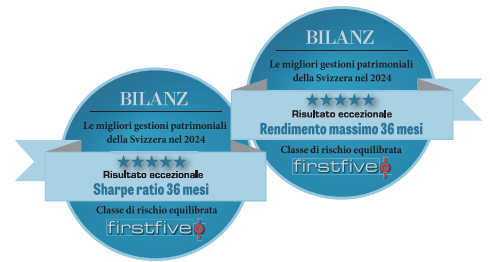 BILANZ
Le migliori gestioni patrimoniali
della Svizzera nel 2024
Risultato eccezionale
Sharpe ratio 36 mesi
Classe di rischio equilibrata
firstfive
BILANZ
Le migliori gestioni patrimoniali
della Svizzera nel 2024
Risultato eccezionale
Rendimento massimo 36 mesi
Classe di rischio equilibrata
firstfive